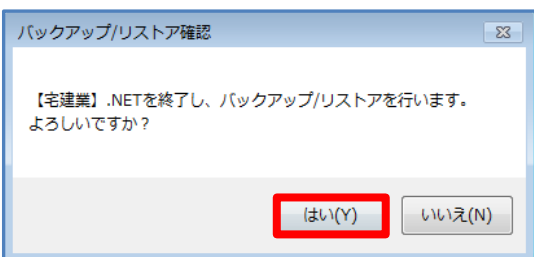 バックアップ/リストア確認
【宅建業】.NETを終了し、バックアップ/リストアを行います。
よろしいですか？
はい(Y)
いいえ(N)